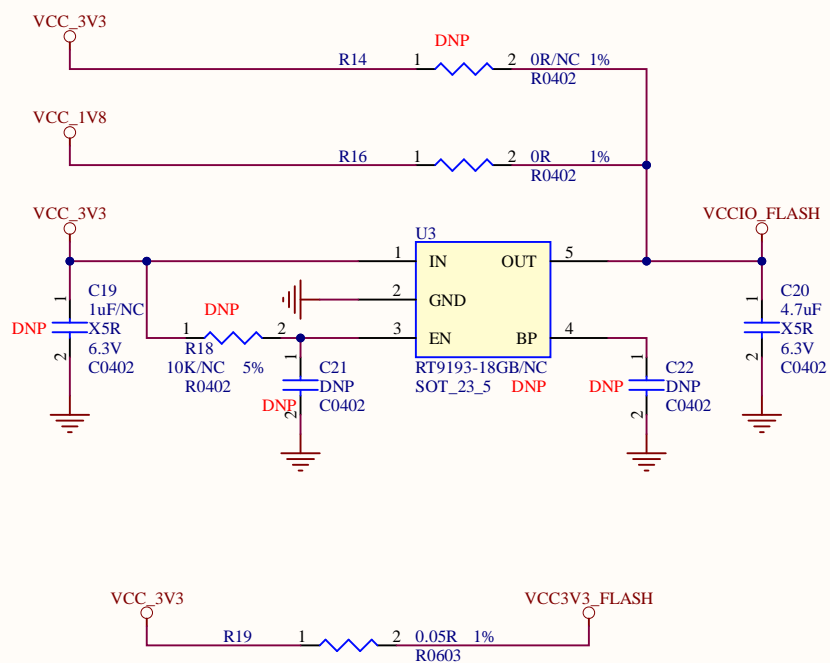 VCC_3V3
DNP
R14 1 2 0R/NC 1%
R0402
VCC_1V8
R16 1 2 0R 1%
R0402
VCC_3V3
VCCIO_FLASH
U3
1 IN OUT 5
2 GND
3 EN BP 4
RT9193-18GB/NC
SOT_23_5 DNP
1
C19
1uF/NC
DNP X5R
2 6.3V
C0402
DNP
1 2
R18
10K/NC 5%
R0402
1 C21
DNP
DNP C0402
2
1 C22
DNP DNP
2 C0402
1 C20
4.7uF
X5R
2 6.3V
C0402
VCC_3V3
VCC3V3_FLASH
R19 1 2 0.05R 1%
R0603